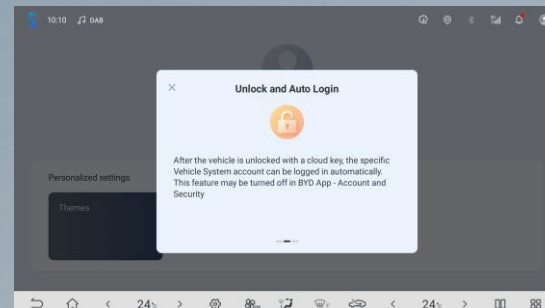 10:10 DAB
Unlock and Auto Login
After the vehicle is unlocked with a cloud key, the specific
Vehicle System account can be logged in automatically.
This feature may be turned off in BYD App - Account and
Security
Personalized settings
Themes
24 24